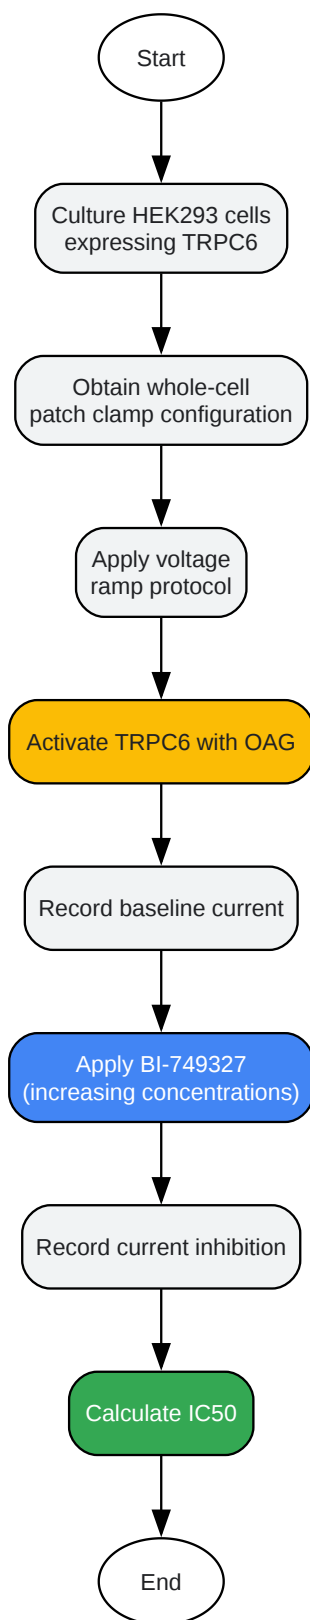 Start
Culture HEK293 cells
expressing TRPC6
Obtain whole-cell
patch clamp configuration
Apply voltage
ramp protocol
Activate TRPC6 with OAG
Record baseline current
Apply BI-749327
(increasing concentrations)
Record current inhibition
Calculate IC50
End